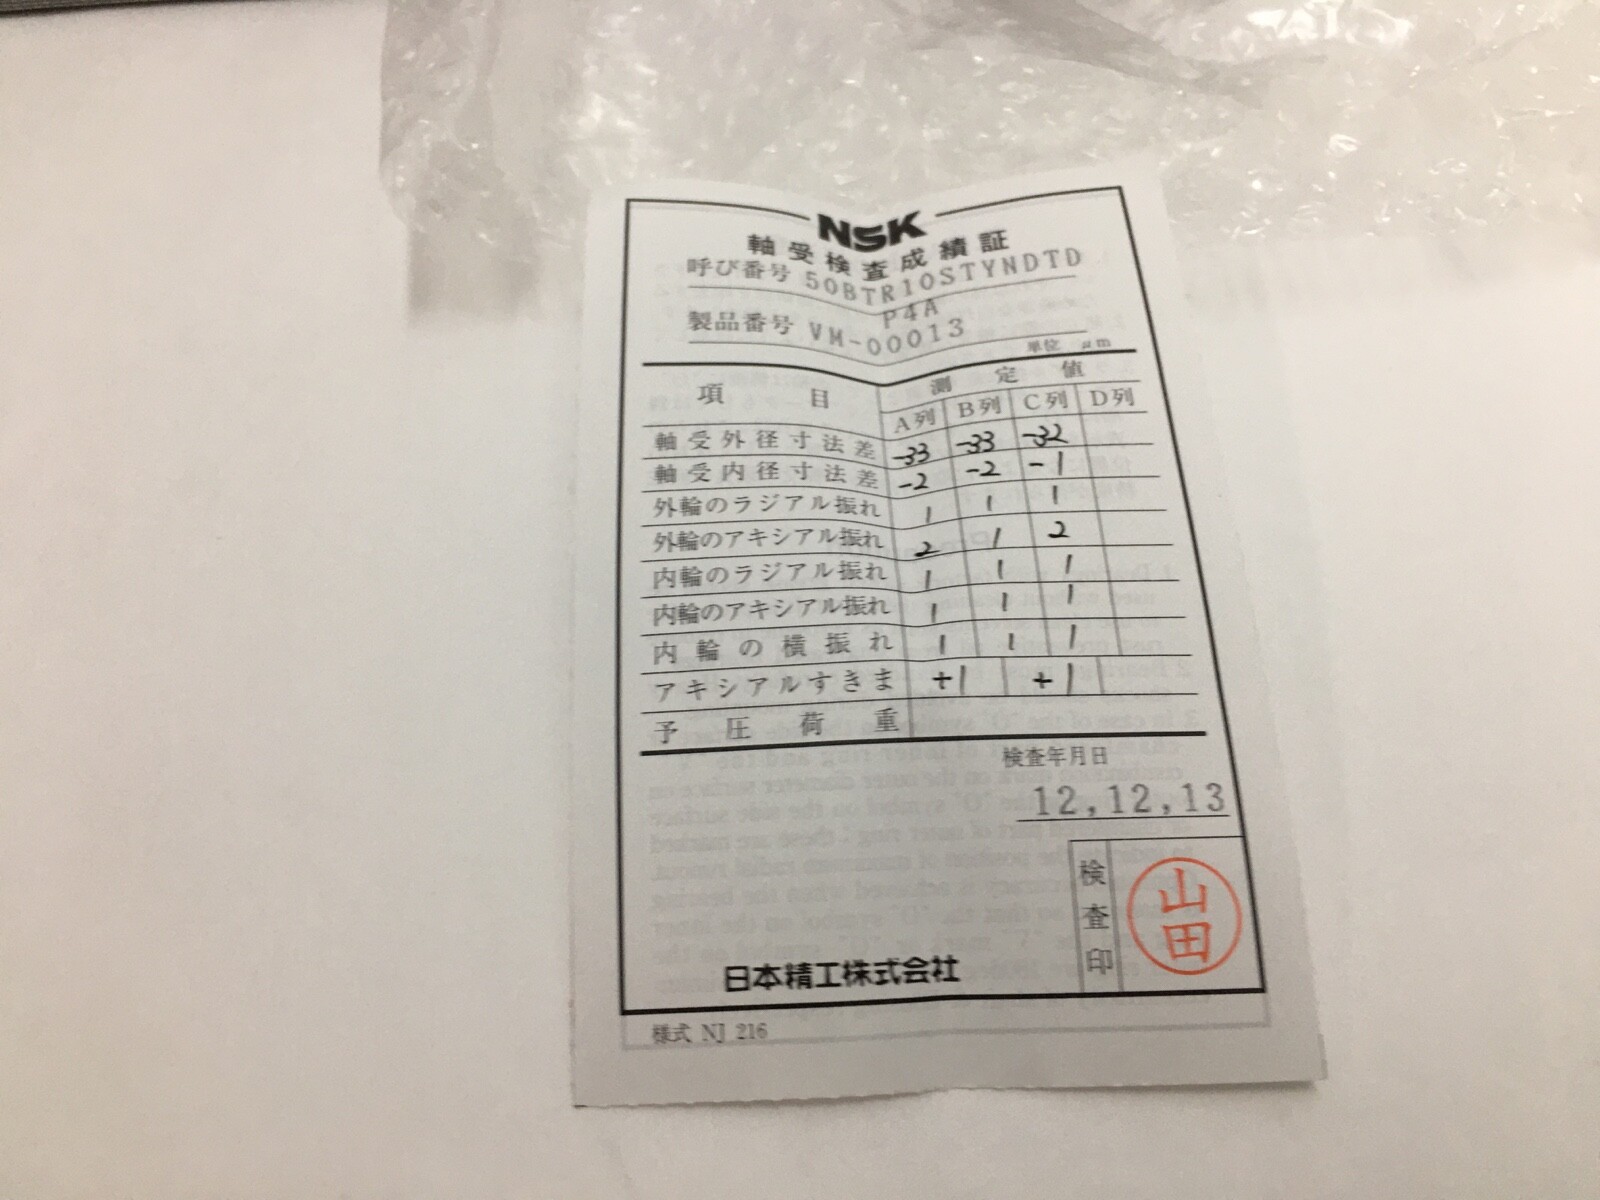 NSK
軸受検査成績証
呼び番号 50BTR10STYNDTD
P4A
製品番号 VM-00013
単位 μm
項目 測定値
A列 B列 C列 D列
軸受外径寸法差 -33 -33 -32
軸受内径寸法差 -2 -2 -1
外輪のラジアル振れ 1 1 1
外輪のアキシアル振れ 2 1 2
内輪のラジアル振れ 1 1 1
内輪のアキシアル振れ 1 1 1
内輪の横振れ 1 1 1
アキシアルすきま +1 +1
予圧荷重
検査年月日
12,12,13
検査印
山田
日本精工株式会社
様式 NJ 216